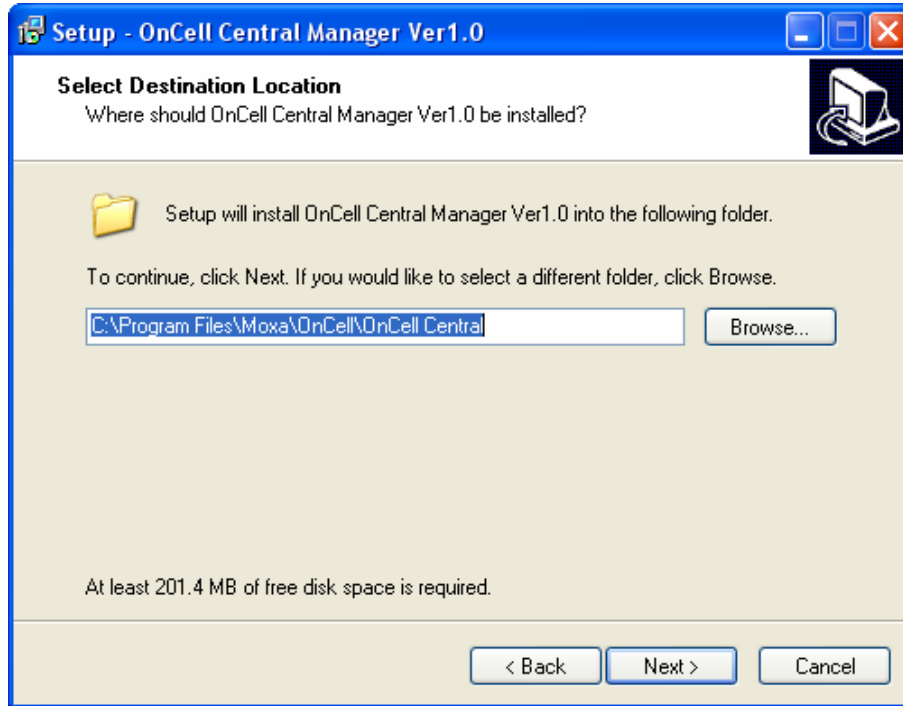 Setup - OnCell Central Manager Ver1.0
Select Destination Location
Where should OnCell Central Manager Ver1.0 be installed?
Setup will install OnCell Central Manager Ver1.0 into the following folder.
To continue, click Next. If you would like to select a different folder, click Browse.
C:\Program Files\Moxa\OnCell\OnCell Central
Browse...
At least 201.4 MB of free disk space is required.
< Back
Next >
Cancel